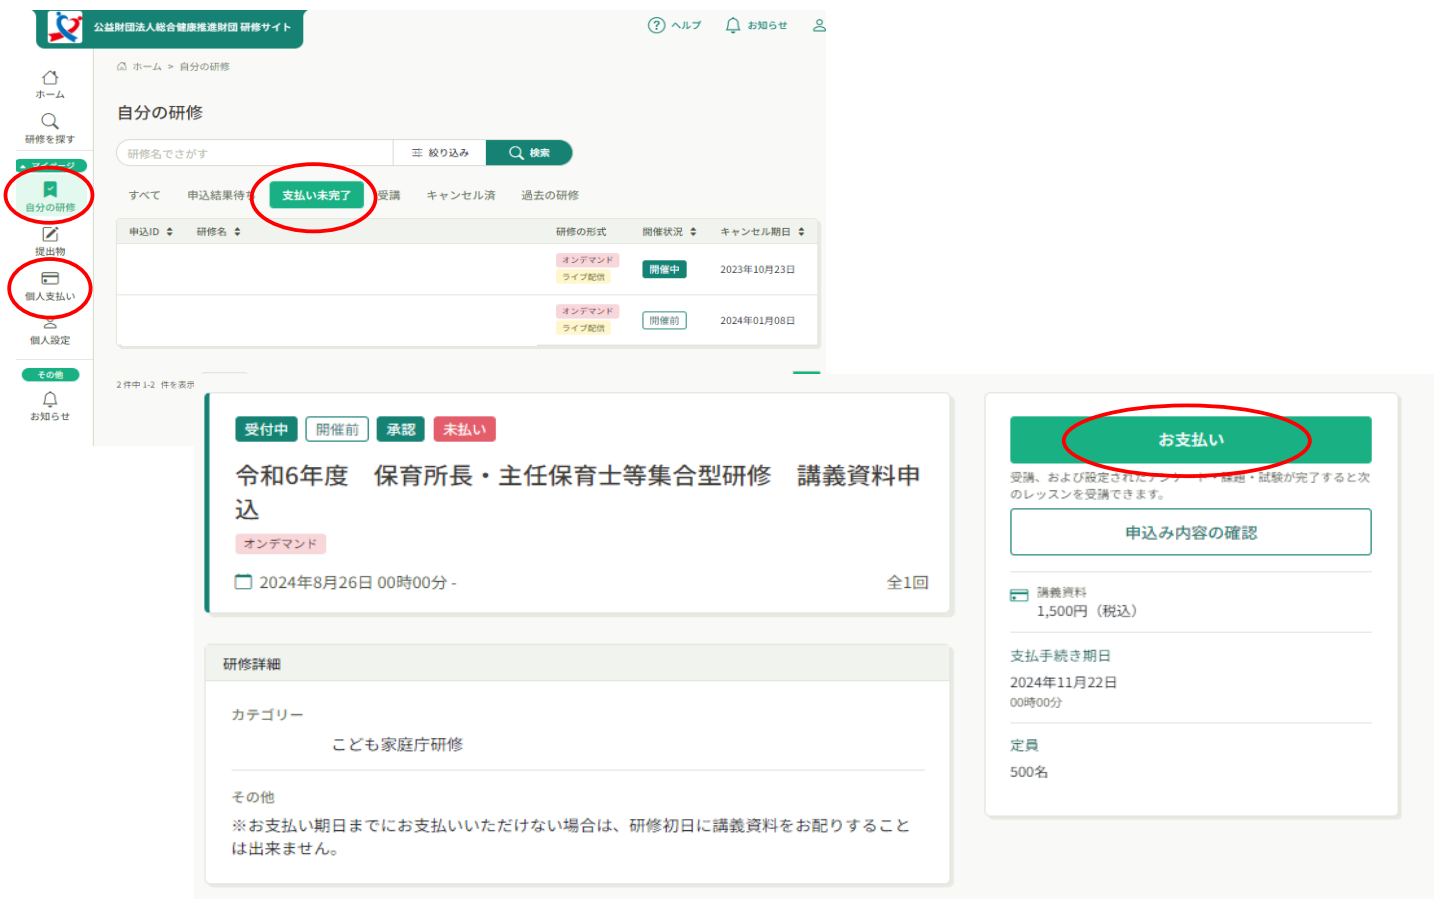 公益財団法人総合健康推進財団 研修サイト
ヘルプ
お知らせ
ホーム > 自分の研修
ホーム
研修を探す
マイページ
自分の研修
提出物
個人支払い
個人設定
その他
お知らせ
自分の研修
研修名でさがす
絞り込み
検索
すべて
申込結果待ち
支払い未完了
受講
キャンセル済
過去の研修
申込ID
研修名
研修の形式
開催状況
キャンセル期日
オンデマンド
ライブ配信
開催中
2023年10月23日
オンデマンド
ライブ配信
開催前
2024年01月08日
2件中 1-2 件を表示
受付中
開催前
承認
未払い
令和6年度 保育所長・主任保育士等集合型研修 講義資料申
込
オンデマンド
2024年8月26日 00時00分 -
全1回
研修詳細
カテゴリー
こども家庭庁研修
その他
※お支払い期日までにお支払いいただけない場合は、研修初日に講義資料をお配りすること
は出来ません。
お支払い
受講、および設定されたアンケート・課題・試験が完了すると次
のレッスンを受講できます。
申込み内容の確認
講義資料
1,500円（税込）
支払手続き期日
2024年11月22日
00時00分
定員
500名